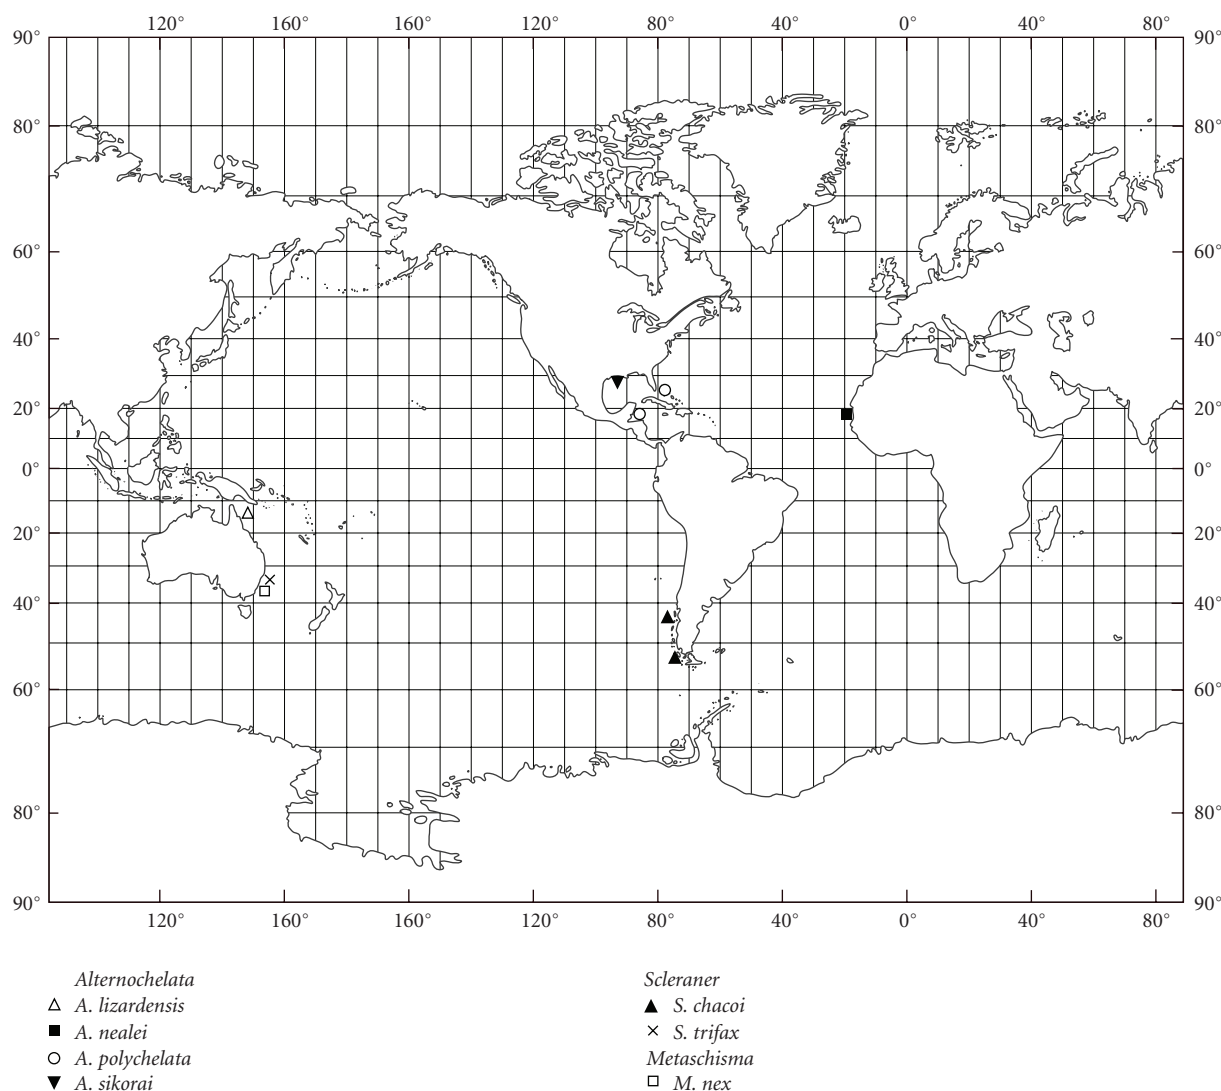 120° 160° 160° 120° 80° 40° 0° 40° 80°
90° 90°
80° 80°
60° 60°
40° 40°
20° 20°
0° 0°
20° 20°
40° 40°
60° 60°
80° 80°
90° 90°
120° 160° 160° 120° 80° 40° 0° 40° 80°
Alternochelata
A. lizardensis
A. nealei
A. polychelata
A. sikorai
Scleraner
S. chacoi
S. trifax
Metaschisma
M. nex